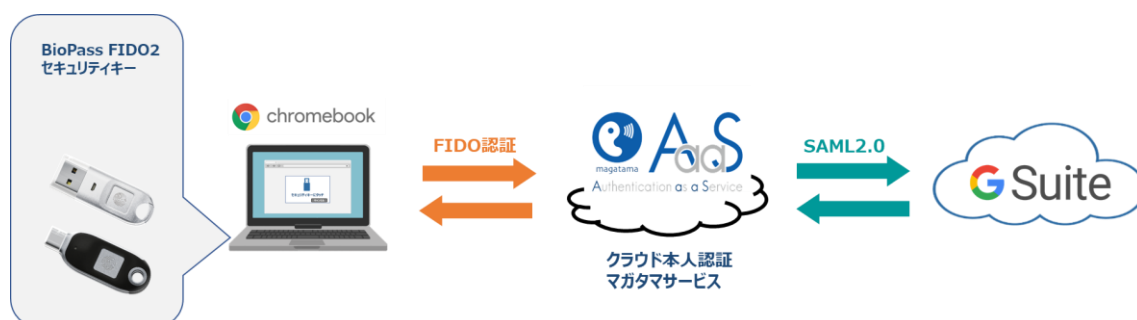 BioPass FIDO2
セキュリティキー
chromebook
FIDO認証
magatama
AaaS
Authentication as a Service
クラウド本人認証
マガタマサービス
SAML2.0
G Suite